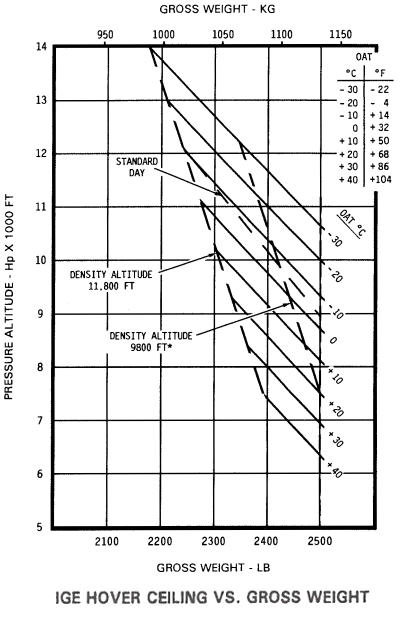 GROSS WEIGHT - KG
950 1000 1050 1100 1150
14
13
12
11
10
9
8
7
6
5
PRESSURE ALTITUDE - Hp X 1000 FT
OAT
°C °F
- 30 - 22
- 20 - 4
- 10 + 14
0 + 32
+ 10 + 50
+ 20 + 68
+ 30 + 86
+ 40 +104
STANDARD
DAY
OAT °C
DENSITY ALTITUDE
11,800 FT
DENSITY ALTITUDE
9800 FT*
- 30
- 20
- 10
0
+ 10
+ 20
+ 30
+ 40
2100 2200 2300 2400 2500
GROSS WEIGHT - LB
IGE HOVER CEILING VS. GROSS WEIGHT